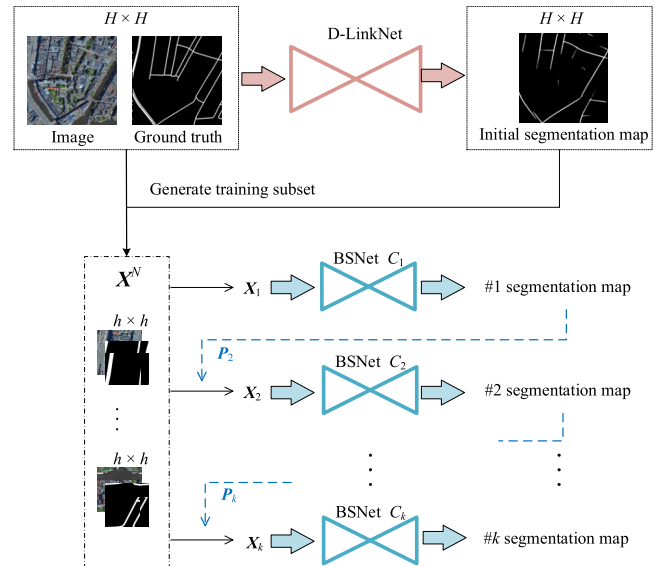 H × H
D-LinkNet
H × H
Image
Ground truth
Initial segmentation map
Generate training subset
X^N
BSNet C_1
X_1
#1 segmentation map
h × h
P_2
BSNet C_2
X_2
#2 segmentation map
h × h
P_k
BSNet C_k
X_k
#k segmentation map